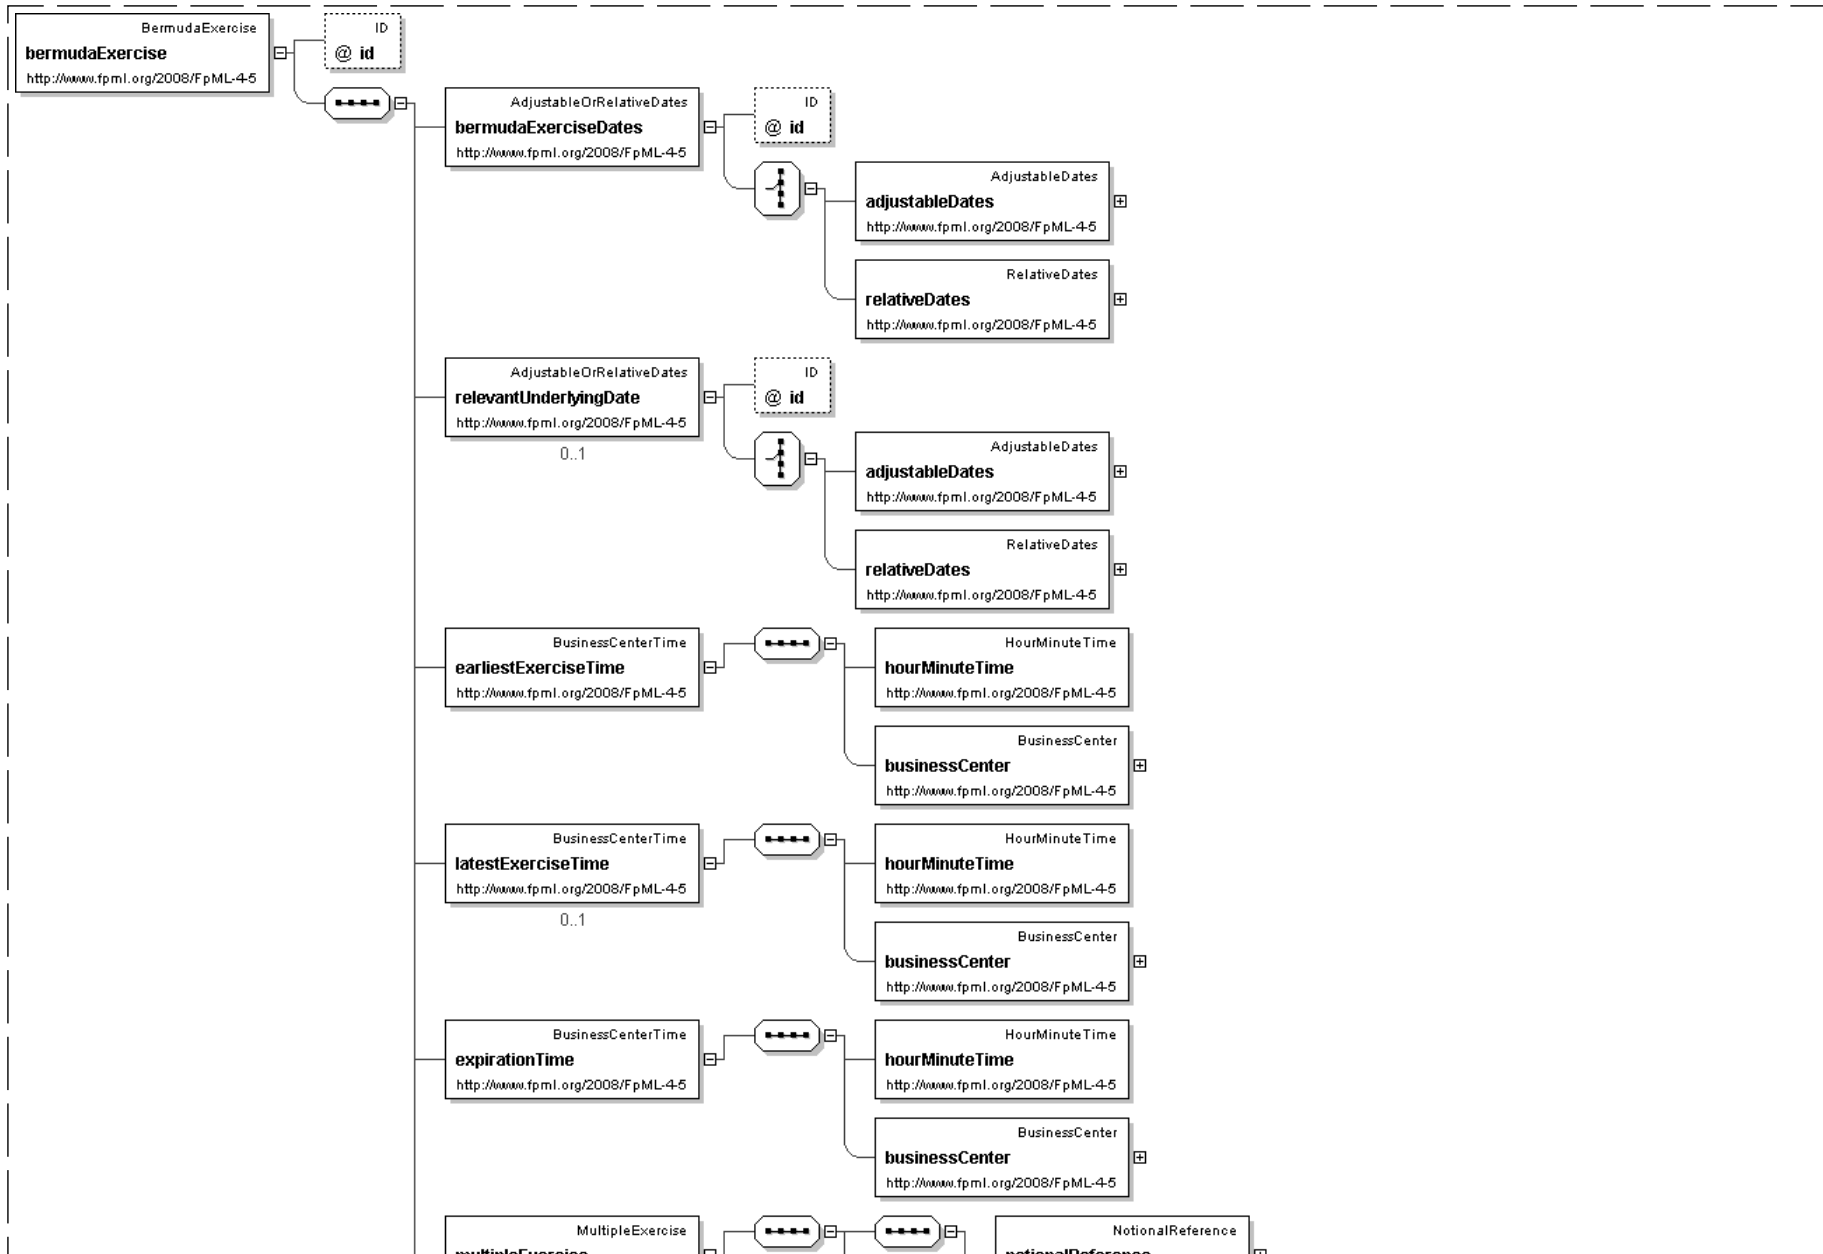 BermudaExercise
bermudaExercise
http://www.fpml.org/2008/FpML-4-5
ID
@ id
AdjustableOrRelativeDates
bermudaExerciseDates
http://www.fpml.org/2008/FpML-4-5
ID
@ id
AdjustableDates
adjustableDates
http://www.fpml.org/2008/FpML-4-5
RelativeDates
relativeDates
http://www.fpml.org/2008/FpML-4-5
AdjustableOrRelativeDates
relevantUnderlyingDate
http://www.fpml.org/2008/FpML-4-5
0..1
ID
@ id
AdjustableDates
adjustableDates
http://www.fpml.org/2008/FpML-4-5
RelativeDates
relativeDates
http://www.fpml.org/2008/FpML-4-5
BusinessCenterTime
earliestExerciseTime
http://www.fpml.org/2008/FpML-4-5
HourMinuteTime
hourMinuteTime
http://www.fpml.org/2008/FpML-4-5
BusinessCenter
businessCenter
http://www.fpml.org/2008/FpML-4-5
BusinessCenterTime
latestExerciseTime
http://www.fpml.org/2008/FpML-4-5
0..1
HourMinuteTime
hourMinuteTime
http://www.fpml.org/2008/FpML-4-5
BusinessCenter
businessCenter
http://www.fpml.org/2008/FpML-4-5
BusinessCenterTime
expirationTime
http://www.fpml.org/2008/FpML-4-5
HourMinuteTime
hourMinuteTime
http://www.fpml.org/2008/FpML-4-5
BusinessCenter
businessCenter
http://www.fpml.org/2008/FpML-4-5
MultipleExercise
multipleExercise
NotionalReference
notionalReference